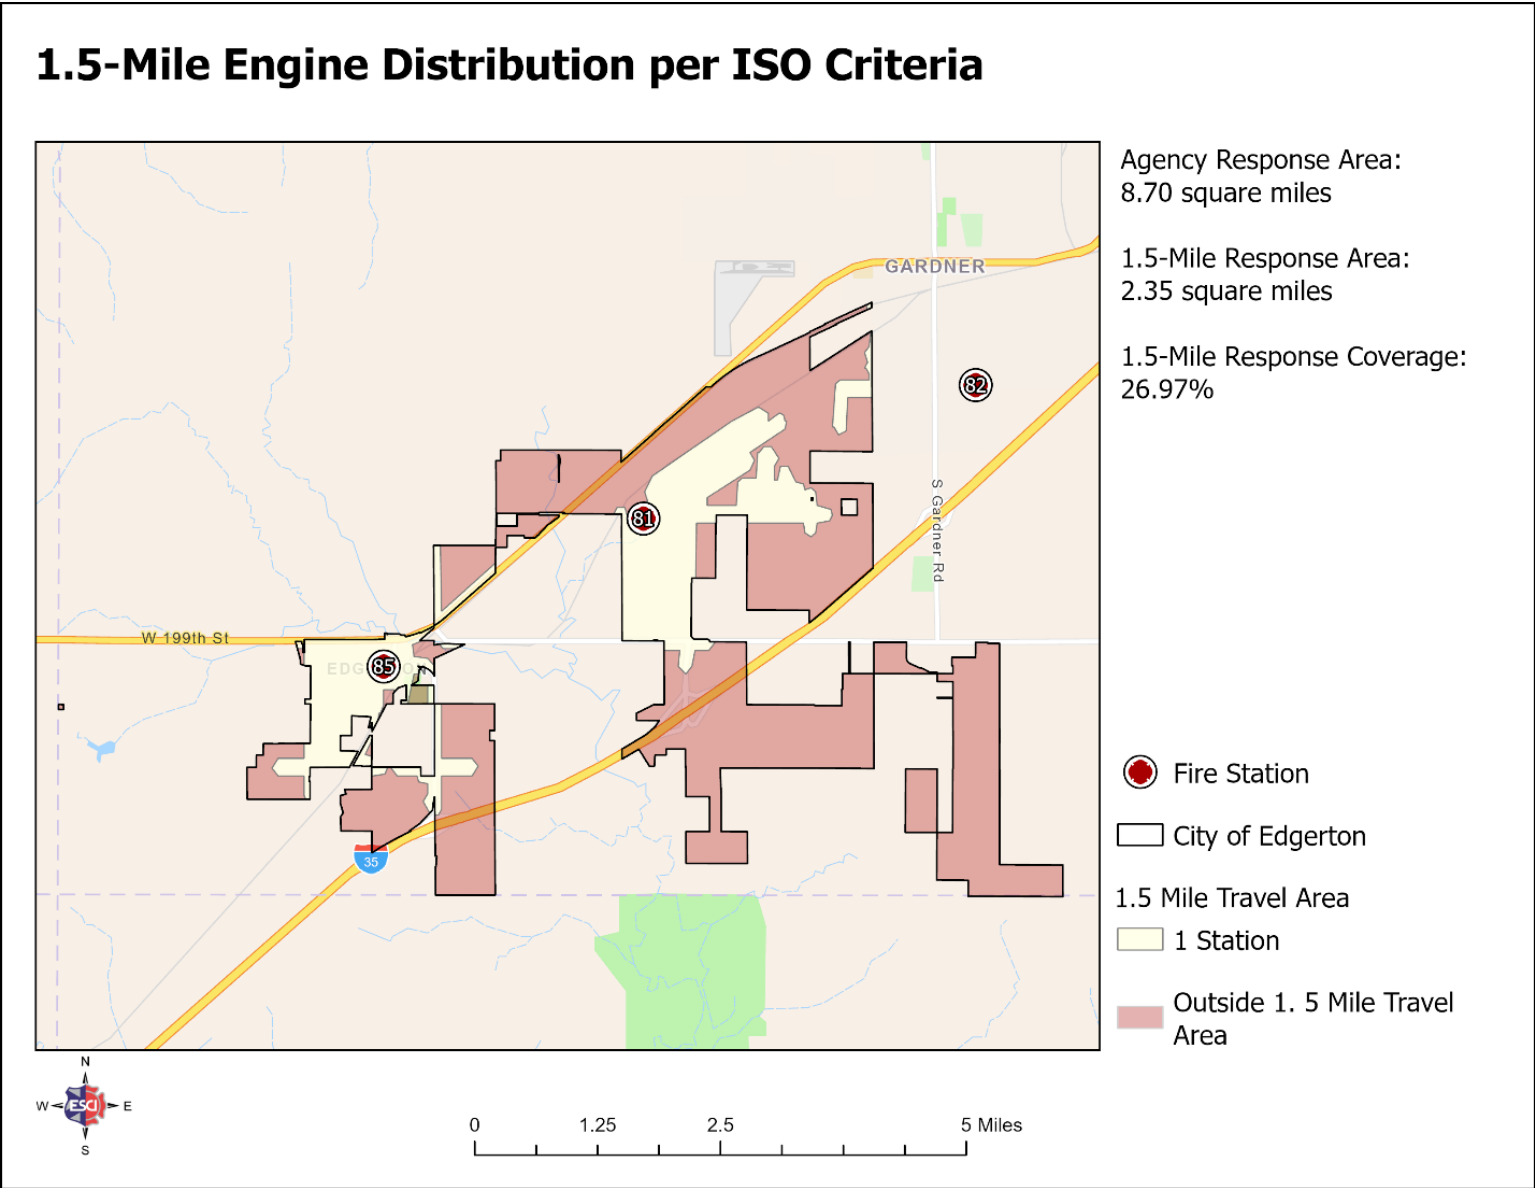 1.5-Mile Engine Distribution per ISO Criteria
Agency Response Area:
8.70 square miles
1.5-Mile Response Area:
2.35 square miles
1.5-Mile Response Coverage:
26.97%
GARDNER
82
81
S Gardner Rd
W 199th St
EDGERTON
85
35
Fire Station
City of Edgerton
1.5 Mile Travel Area
1 Station
Outside 1. 5 Mile Travel
Area
N
W
ESCI
E
S
0
1.25
2.5
5 Miles